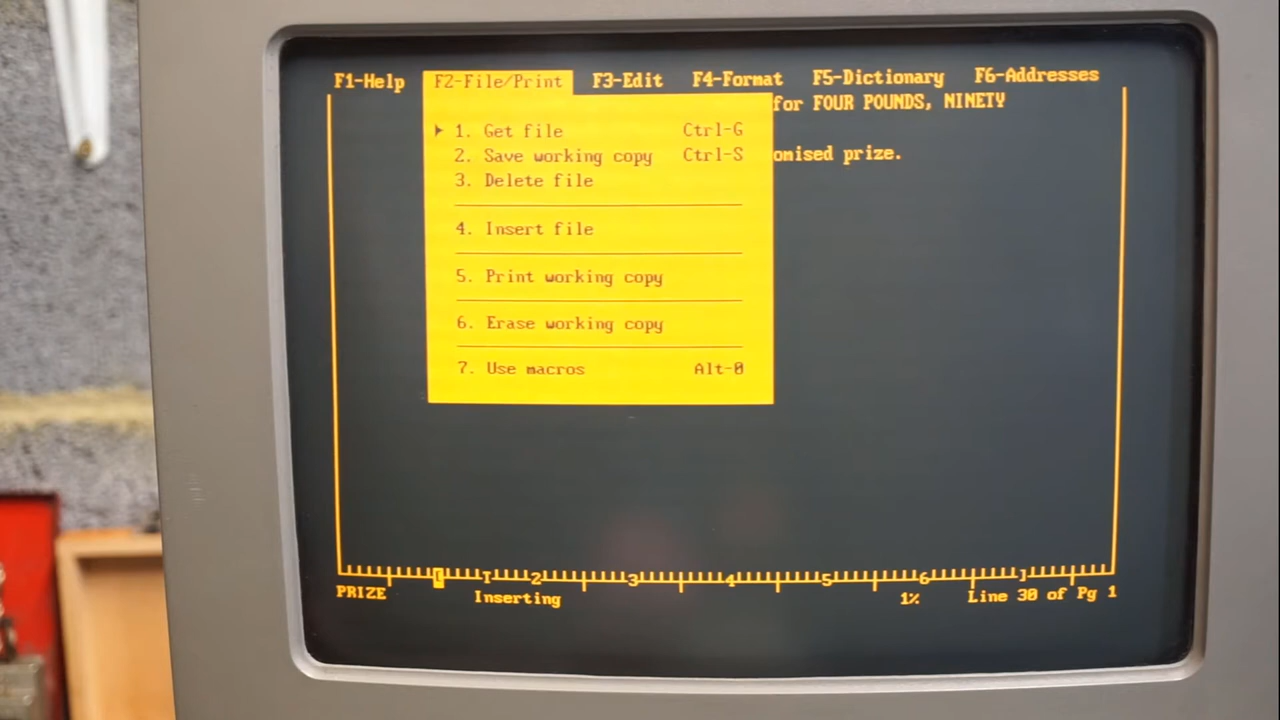 F1-Help F2-File/Print F3-Edit F4-Format F5-Dictionary F6-Addresses
for FOUR POUNDS, NINETY
1. Get file Ctrl-G
2. Save working copy Ctrl-S
omised prize.
3. Delete file
4. Insert file
5. Print working copy
6. Erase working copy
7. Use macros Alt-0
[ T 2 3 4 5 6 ]
PRIZE Inserting 1% Line 30 of Pg 1